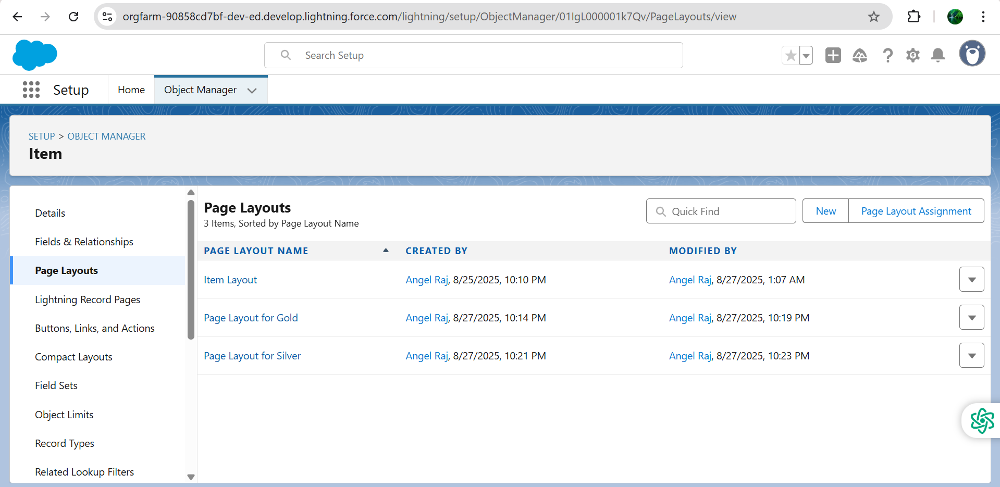 orgfarm-90858cd7bf-dev-ed.develop.lightning.force.com/lightning/setup/ObjectManager/01IgL000001k7Qv/PageLayouts/view
Search Setup
Setup
Home
Object Manager
SETUP > OBJECT MANAGER
Item
Details
Fields & Relationships
Page Layouts
Lightning Record Pages
Buttons, Links, and Actions
Compact Layouts
Field Sets
Object Limits
Record Types
Related Lookup Filters
Page Layouts
3 Items, Sorted by Page Layout Name
Quick Find
New
Page Layout Assignment
PAGE LAYOUT NAME CREATED BY MODIFIED BY
Item Layout Angel Raj, 8/25/2025, 10:10 PM Angel Raj, 8/27/2025, 1:07 AM
Page Layout for Gold Angel Raj, 8/27/2025, 10:14 PM Angel Raj, 8/27/2025, 10:19 PM
Page Layout for Silver Angel Raj, 8/27/2025, 10:21 PM Angel Raj, 8/27/2025, 10:23 PM